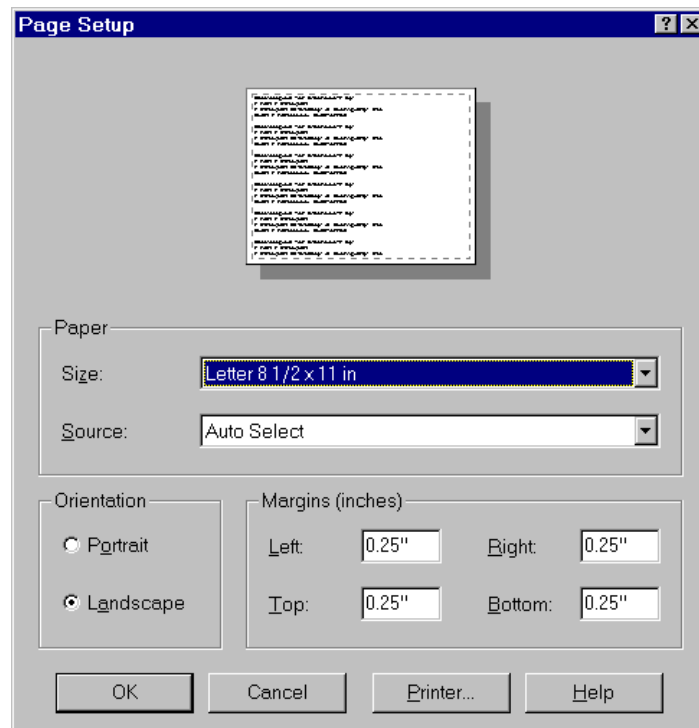 Page Setup
Paper
Size: Letter 8 1/2 x 11 in
Source: Auto Select
Orientation
Portrait
Landscape
Margins (inches)
Left: 0.25" Right: 0.25"
Top: 0.25" Bottom: 0.25"
OK Cancel Printer... Help